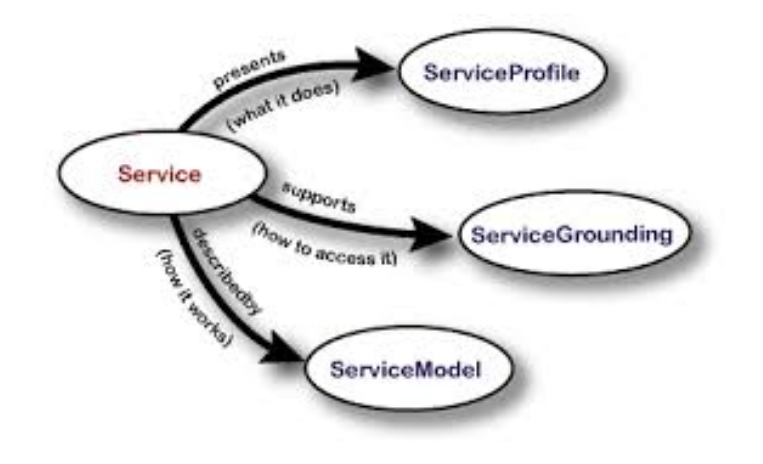 presents
(what it does)
ServiceProfile
Service
supports
(how to access it)
ServiceGrounding
describedby
(how it works)
ServiceModel